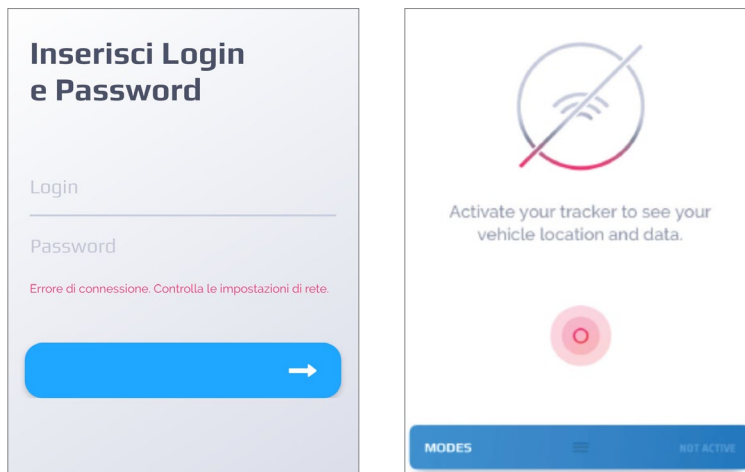 Inserisci Login
e Password
Login
Password
Errore di connessione. Controlla le impostazioni di rete.
Activate your tracker to see your
vehicle location and data.
MODES
NOT ACTIVE